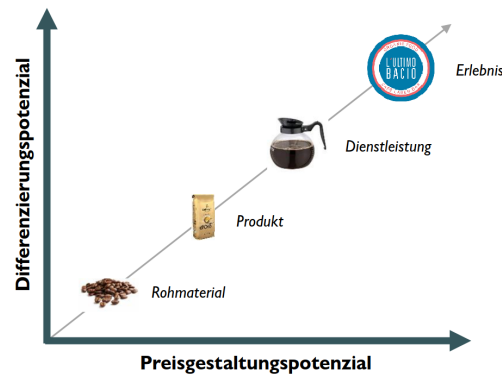 L'ULTIMO
BACIO
Erlebnis
Dienstleistung
Produkt
Rohmaterial
Differenzierungspotenzial
Preisgestaltungspotenzial